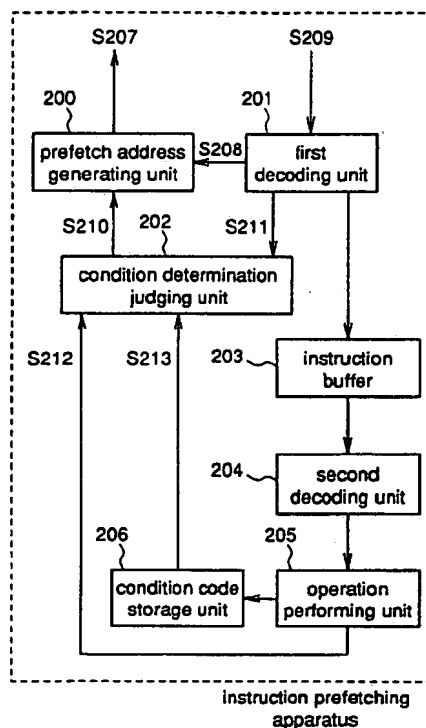 S207
S209
200
201
prefetch address
generating unit
S208
first
decoding unit
S210
202
S211
condition determination
judging unit
S212
S213
203
instruction
buffer
204
second
decoding unit
206
205
condition code
storage unit
operation
performing unit
instruction prefetching
apparatus